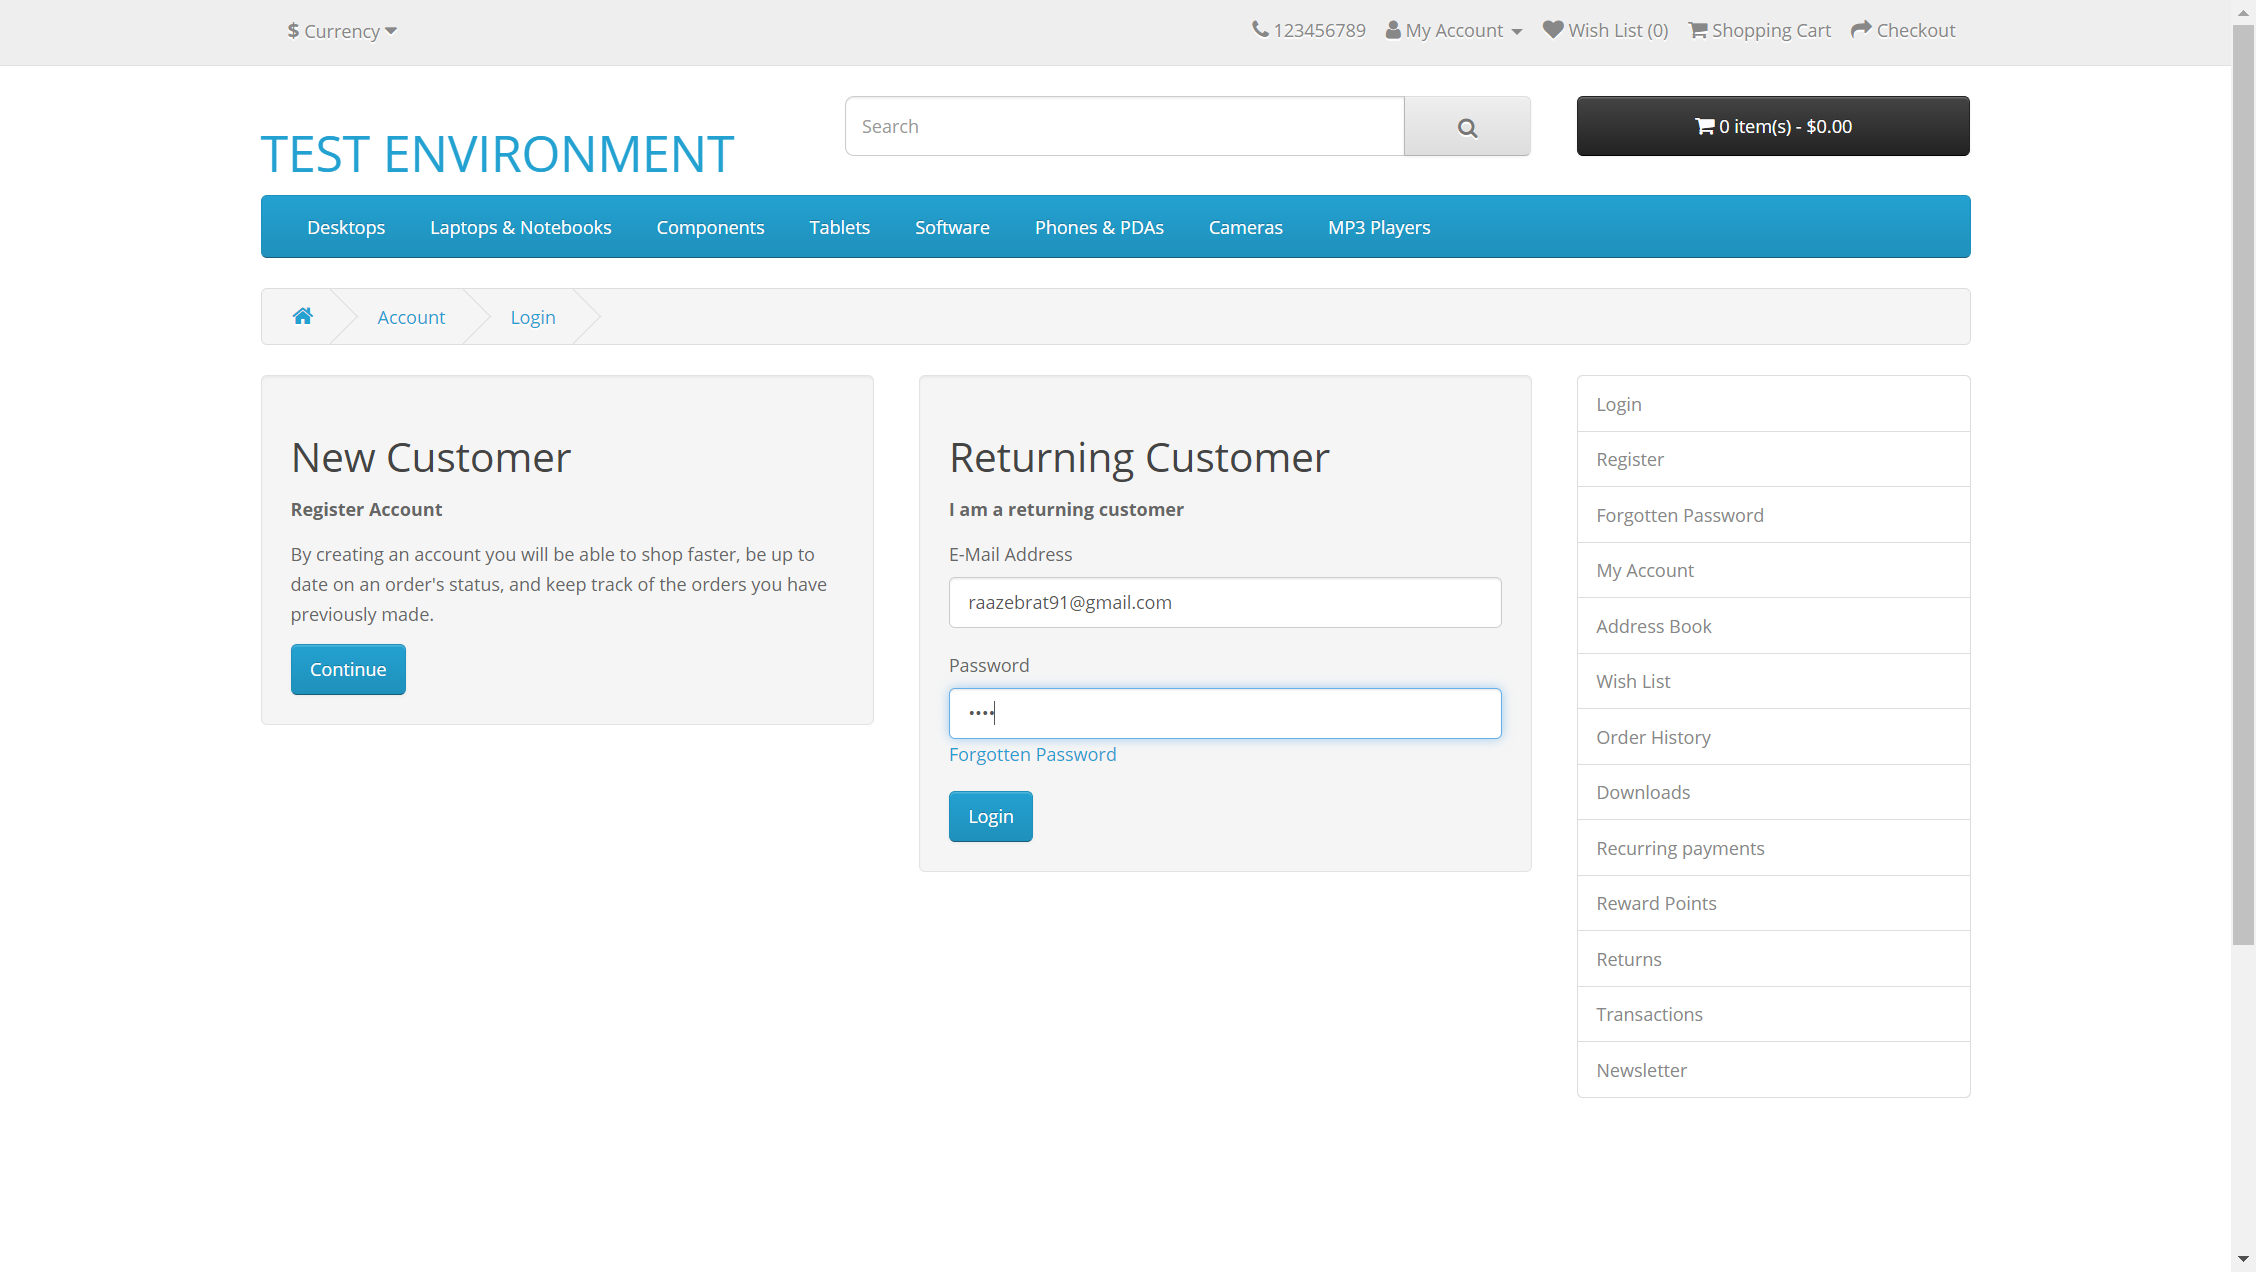 $ Currency
123456789 My Account Wish List (0) Shopping Cart Checkout
TEST ENVIRONMENT
Search
0 item(s) - $0.00
Desktops Laptops & Notebooks Components Tablets Software Phones & PDAs Cameras MP3 Players
Account Login
New Customer
Register Account
By creating an account you will be able to shop faster, be up to
date on an order's status, and keep track of the orders you have
previously made.
Continue
Returning Customer
I am a returning customer
E-Mail Address
raazebrat91@gmail.com
Password
••••
Forgotten Password
Login
Login
Register
Forgotten Password
My Account
Address Book
Wish List
Order History
Downloads
Recurring payments
Reward Points
Returns
Transactions
Newsletter